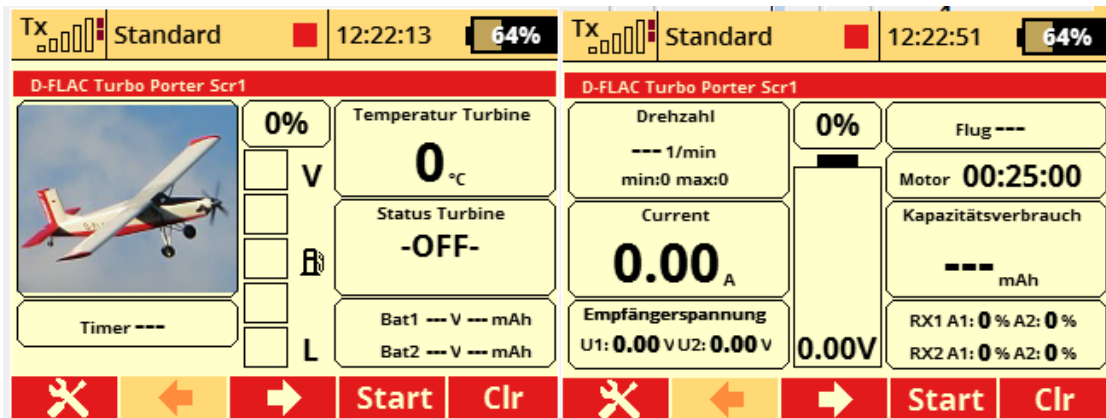 Tx Standard 12:22:13 64%
D-FLAC Turbo Porter Scr1
0%
V
L
Temperatur Turbine
0 °C
Status Turbine
-OFF-
Timer ---
Bat1 --- V --- mAh
Bat2 --- V --- mAh
Start Clr
Tx Standard 12:22:51 64%
D-FLAC Turbo Porter Scr1
Drehzahl
--- 1/min
min:0 max:0
Current
0.00 A
Empfängerspannung
U1: 0.00 V U2: 0.00 V
0%
0.00V
Flug ---
Motor 00:25:00
Kapazitätsverbrauch
--- mAh
RX1 A1: 0 % A2: 0 %
RX2 A1: 0 % A2: 0 %
Start Clr